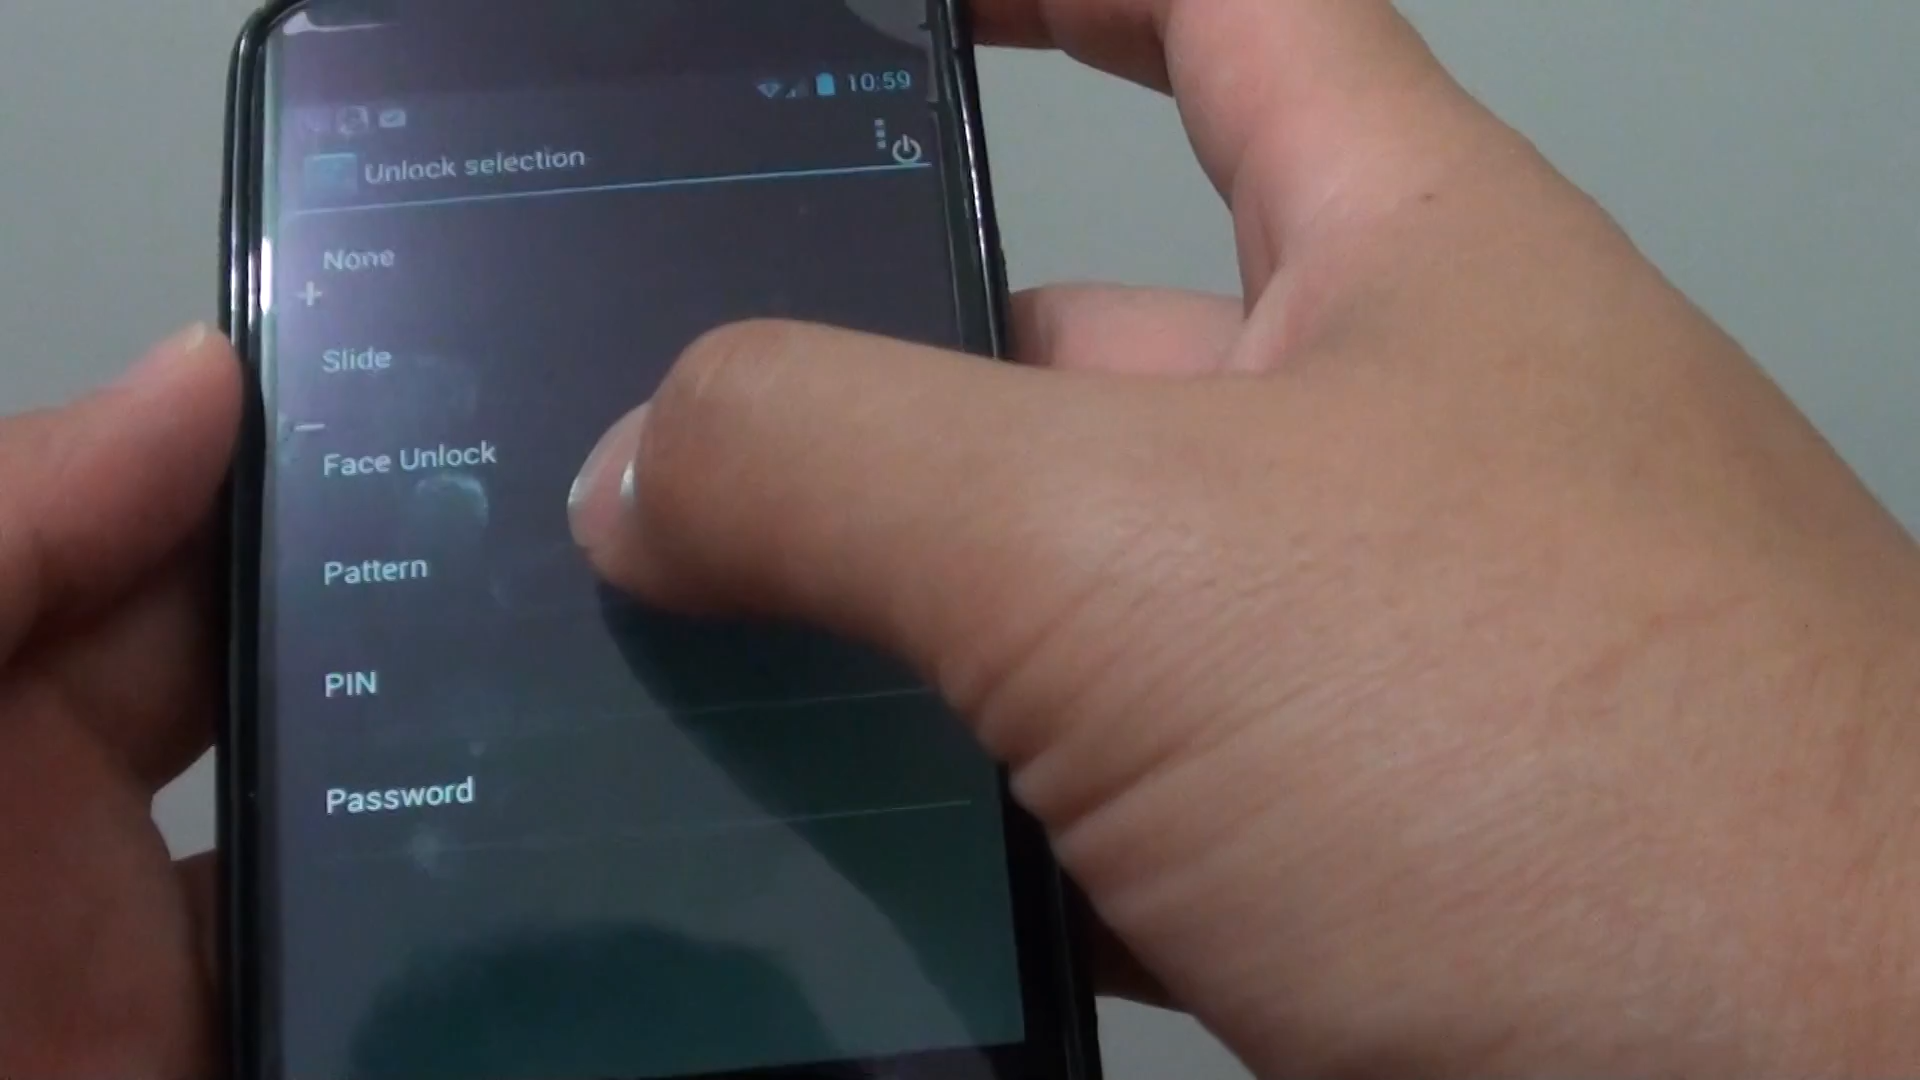 10:59
Unlock selection
None
+
Slide
−
Face Unlock
Pattern
PIN
Password